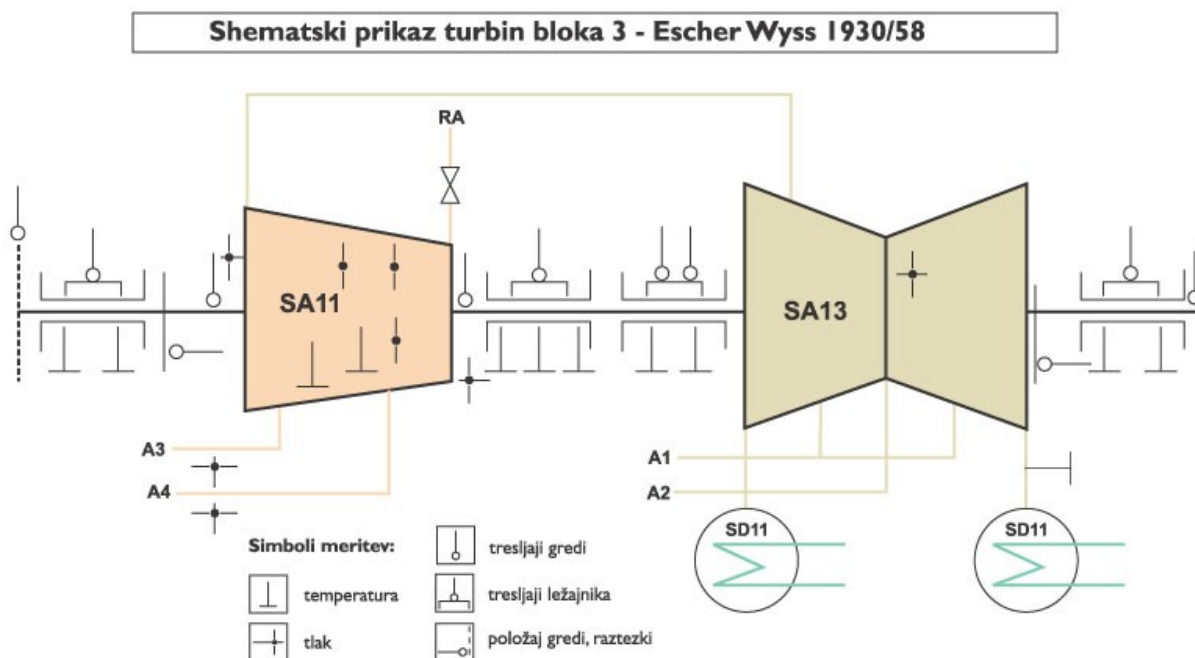 Shematski prikaz turbin bloka 3 - Escher Wyss 1930/58
RA
SA11
SA13
A3
A4
A1
A2
SD11
SD11
Simboli meritev:
temperatura
tlak
tresljaji gredi
tresljaji ležajnika
položaj gredi, raztezki